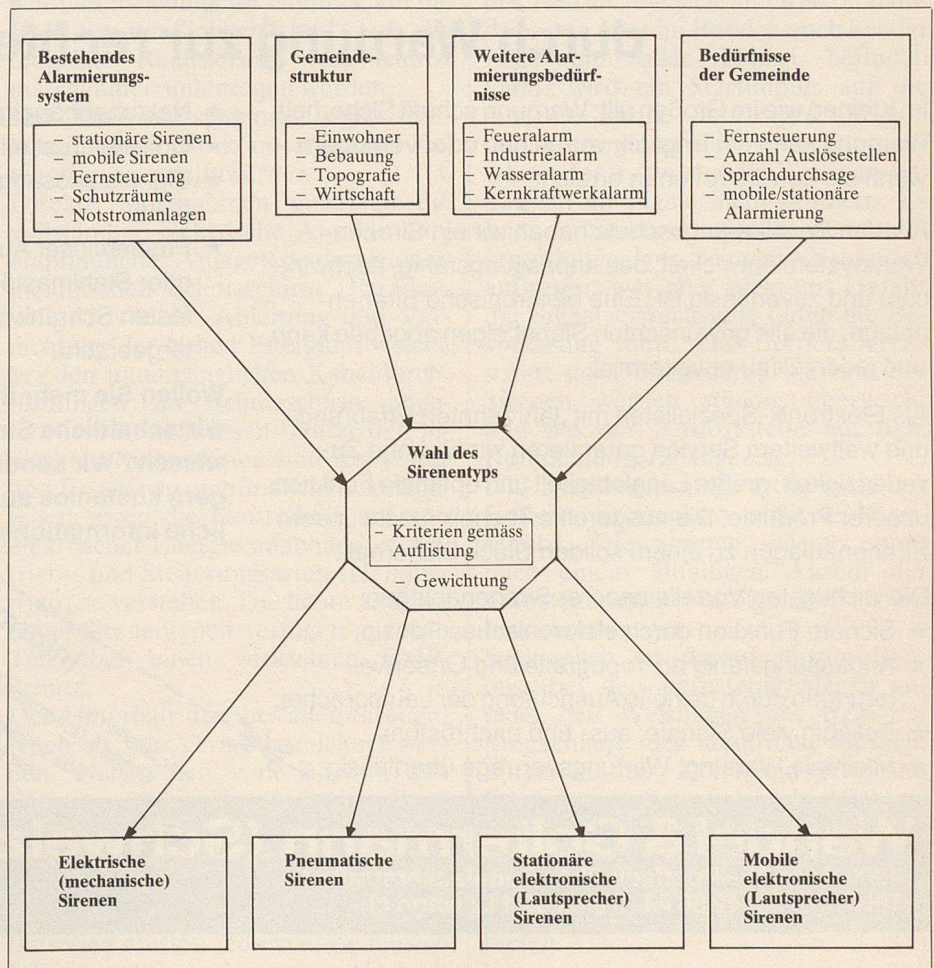 Bestehendes
Alarmierungs-
system
– stationäre Sirenen
– mobile Sirenen
– Fernsteuerung
– Schutzräume
– Notstromanlagen
Gemeinde-
struktur
– Einwohner
– Bebauung
– Topografie
– Wirtschaft
Weitere Alar-
mierungsbedürf-
nisse
– Feueralarm
– Industriealarm
– Wasseralarm
– Kernkraftwerkalarm
Bedürfnisse
der Gemeinde
– Fernsteuerung
– Anzahl Auslösestellen
– Sprachdurchsage
– mobile/stationäre
Alarmierung
Wahl des
Sirenentyps
– Kriterien gemäss
Auflistung
Gewichtung
Elektrische
(mechanische)
Sirenen
Pneumatische
Sirenen
Stationäre
elektronische
(Lautsprecher)
Sirenen
Mobile
elektronische
(Lautsprecher)
Sirenen